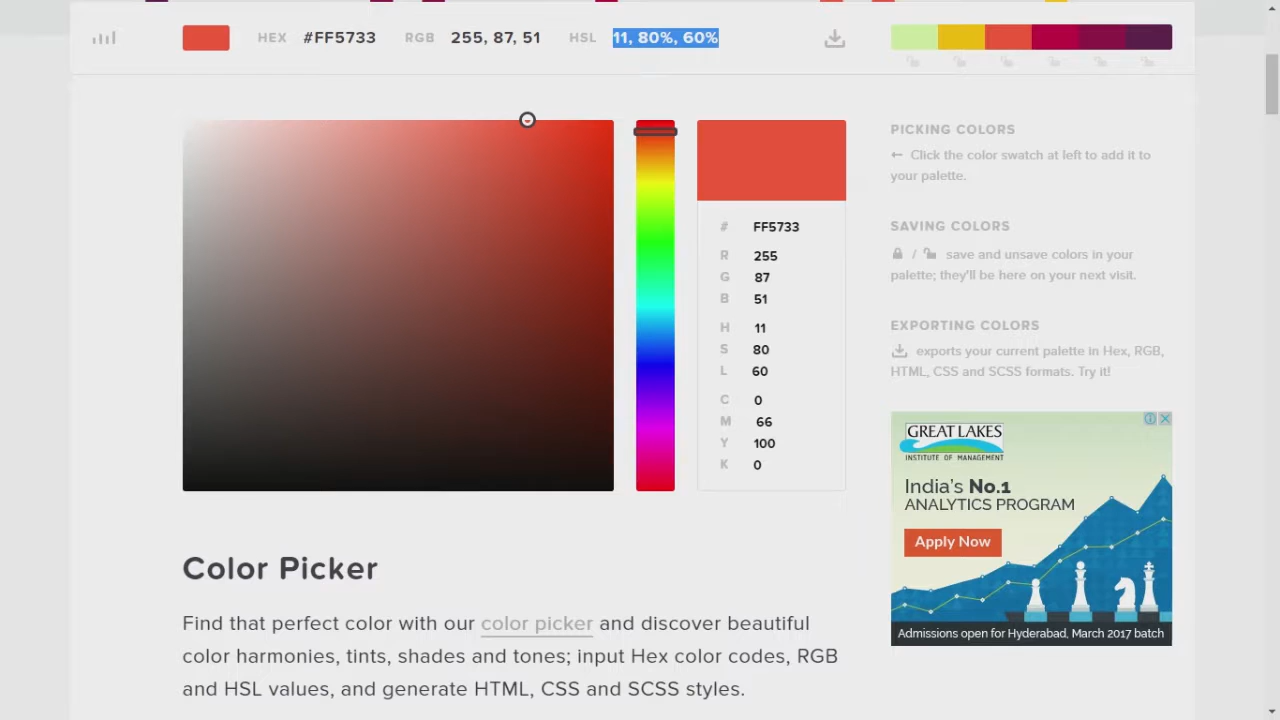 HEX #FF5733 RGB 255, 87, 51 HSL 11, 80%, 60%
# FF5733
R 255
G 87
B 51
H 11
S 80
L 60
C 0
M 66
Y 100
K 0
PICKING COLORS
← Click the color swatch at left to add it to
your palette.
SAVING COLORS
/ save and unsave colors in your
palette; they'll be here on your next visit.
EXPORTING COLORS
exports your current palette in Hex, RGB,
HTML, CSS and SCSS formats. Try it!
GREAT LAKES
INSTITUTE OF MANAGEMENT
India's No.1
ANALYTICS PROGRAM
Apply Now
Admissions open for Hyderabad, March 2017 batch
Color Picker
Find that perfect color with our color picker and discover beautiful
color harmonies, tints, shades and tones; input Hex color codes, RGB
and HSL values, and generate HTML, CSS and SCSS styles.